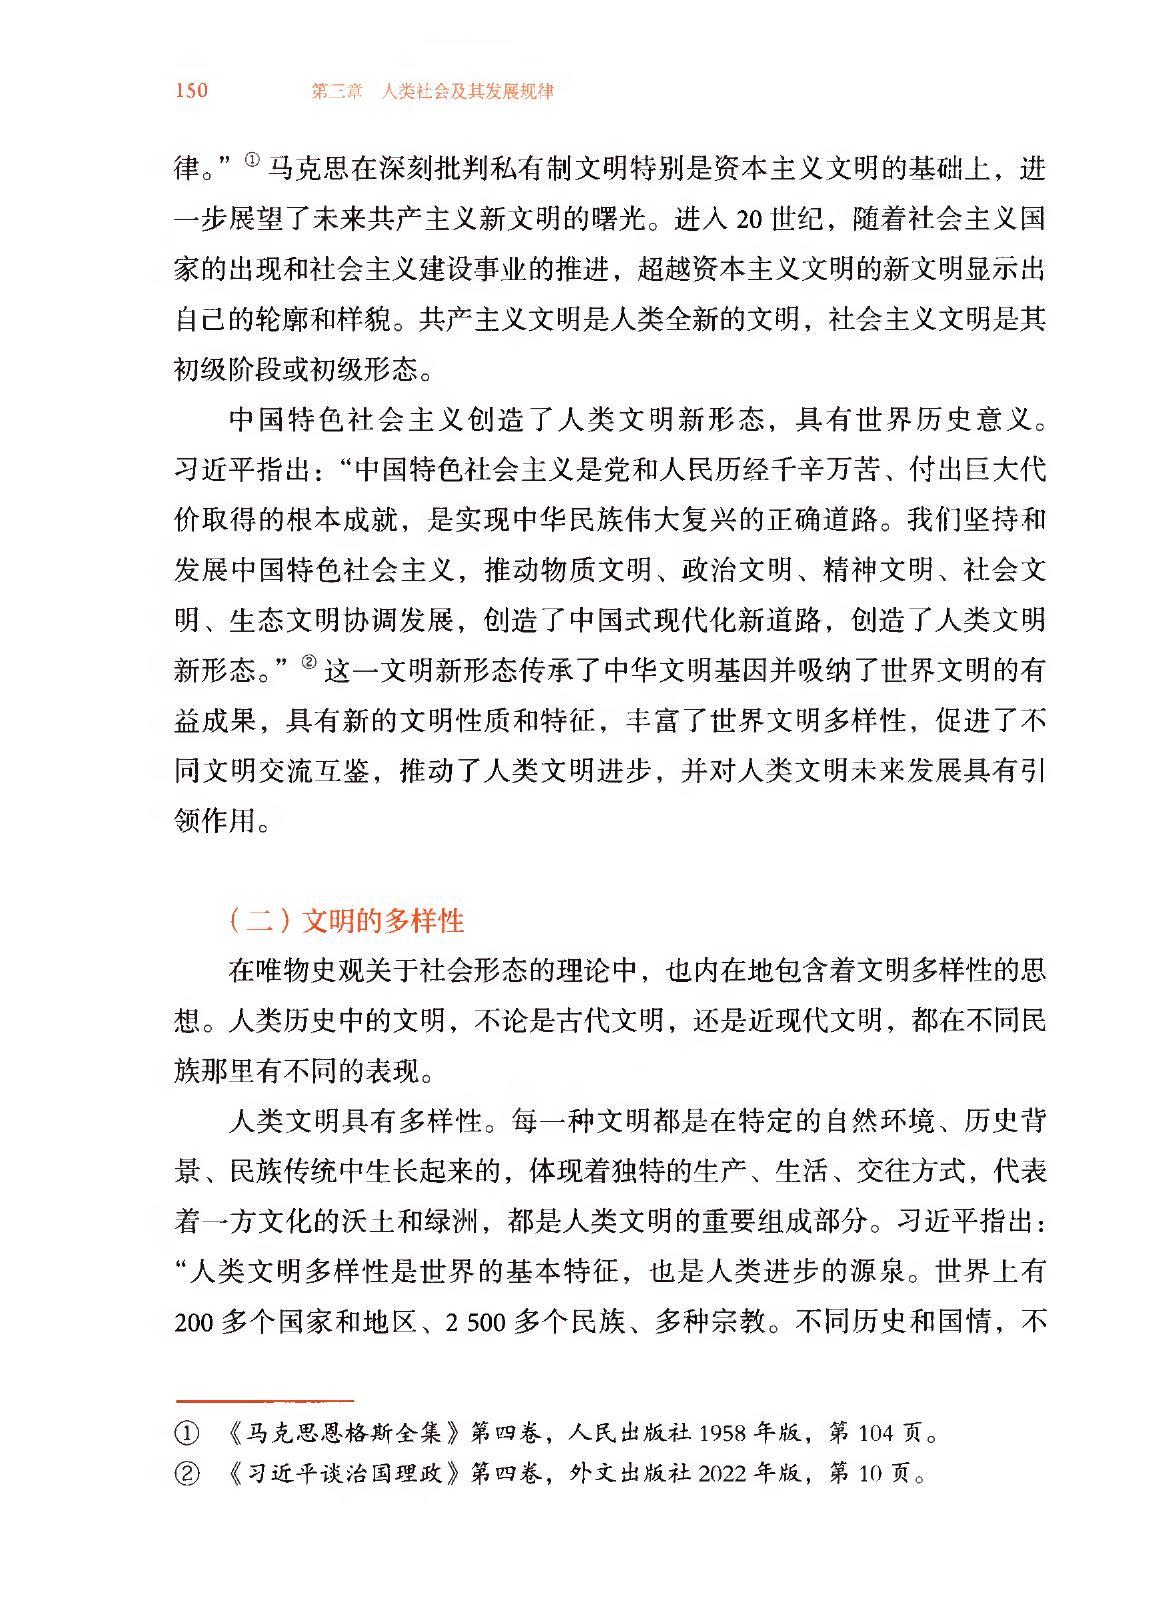 150 第三章 人类社会及其发展规律
律。”①马克思在深刻批判私有制文明特别是资本主义文明的基础上，进
一步展望了未来共产主义新文明的曙光。进入 20 世纪，随着社会主义国
家的出现和社会主义建设事业的推进，超越资本主义文明的新文明显示出
自己的轮廓和样貌。共产主义文明是人类全新的文明，社会主义文明是其
初级阶段或初级形态。
中国特色社会主义创造了人类文明新形态，具有世界历史意义。
习近平指出：“中国特色社会主义是党和人民历经千辛万苦、付出巨大代
价取得的根本成就，是实现中华民族伟大复兴的正确道路。我们坚持和
发展中国特色社会主义，推动物质文明、政治文明、精神文明、社会文
明、生态文明协调发展，创造了中国式现代化新道路，创造了人类文明
新形态。”②这一文明新形态传承了中华文明基因并吸纳了世界文明的有
益成果，具有新的文明性质和特征，丰富了世界文明多样性，促进了不
同文明交流互鉴，推动了人类文明进步，并对人类文明未来发展具有引
领作用。
（二）文明的多样性
在唯物史观关于社会形态的理论中，也内在地包含着文明多样性的思
想。人类历史中的文明，不论是古代文明，还是近现代文明，都在不同民
族那里有不同的表现。
人类文明具有多样性。每一种文明都是在特定的自然环境、历史背
景、民族传统中生长起来的，体现着独特的生产、生活、交往方式，代表
着一方文化的沃土和绿洲，都是人类文明的重要组成部分。习近平指出：
“人类文明多样性是世界的基本特征，也是人类进步的源泉。世界上有
200 多个国家和地区、2 500 多个民族、多种宗教。不同历史和国情，不
① 《马克思恩格斯全集》第四卷，人民出版社 1958 年版，第 104 页。
② 《习近平谈治国理政》第四卷，外文出版社 2022 年版，第 10 页。